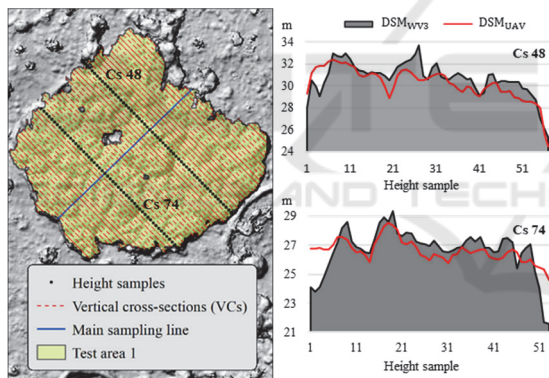 Cs 48
Cs 74
Height samples
Vertical cross-sections (VCs)
Main sampling line
Test area 1
DSMWV3
DSMUAV
m
Cs 48
34
32
30
28
26
24
1
11
21
31
41
51
Height sample
m
Cs 74
29
27
25
23
21
1
11
21
31
41
51
Height sample
AND TECH